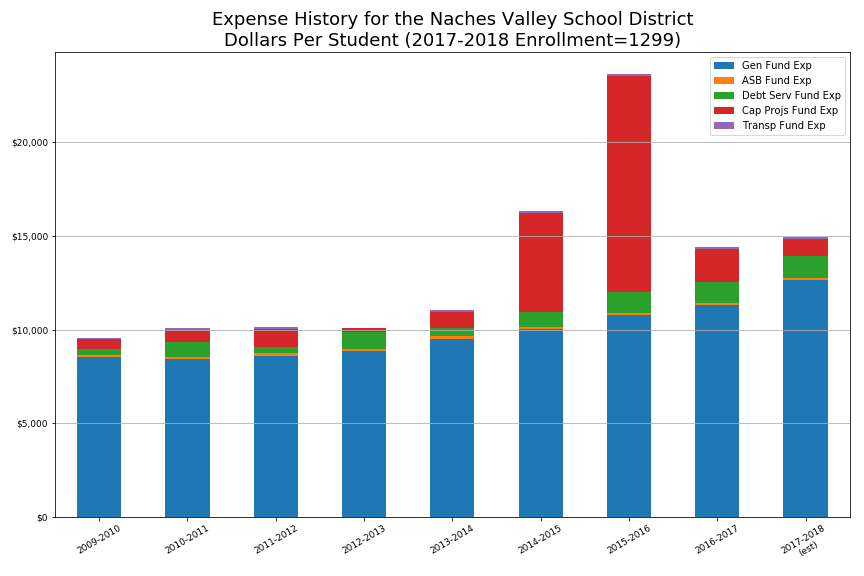 Expense History for the Naches Valley School District
Dollars Per Student (2017-2018 Enrollment=1299)
Gen Fund Exp
ASB Fund Exp
Debt Serv Fund Exp
Cap Projs Fund Exp
Transp Fund Exp
$20,000
$15,000
$10,000
$5,000
$0
2009-2010
2010-2011
2011-2012
2012-2013
2013-2014
2014-2015
2015-2016
2016-2017
2017-2018
(est)